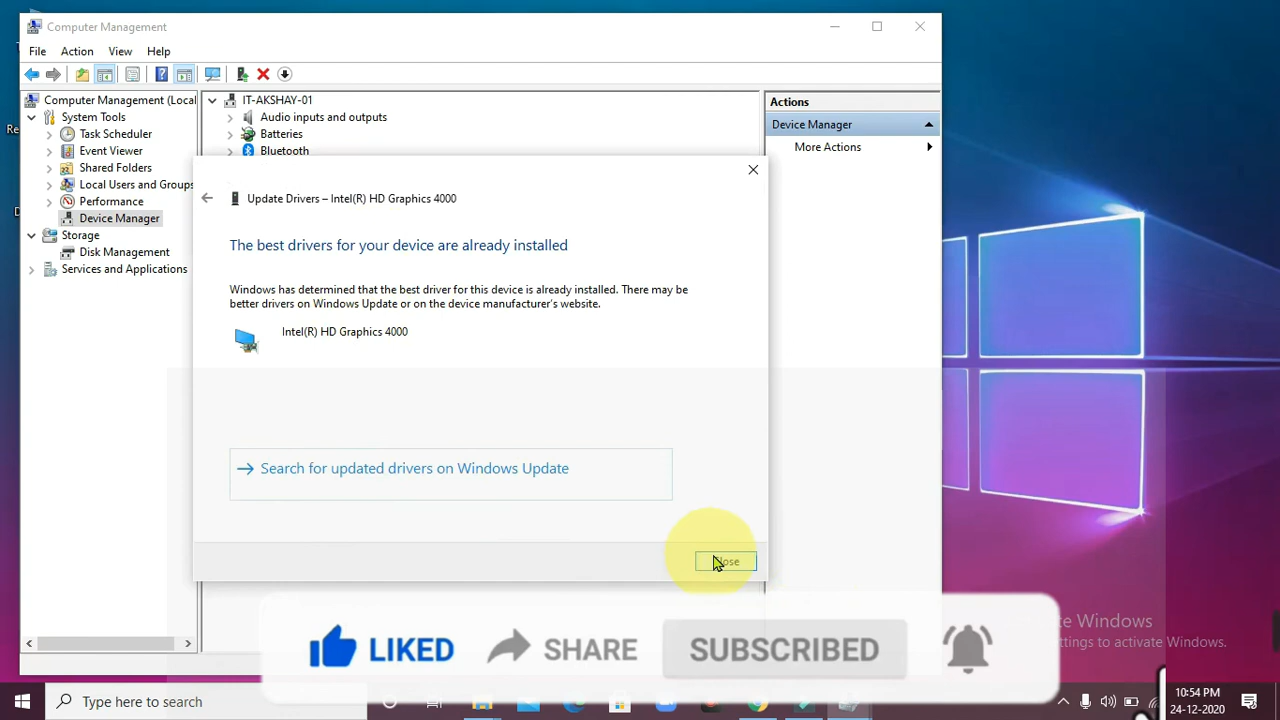 Computer Management
File Action View Help
Computer Management (Local
System Tools
Task Scheduler
Event Viewer
Shared Folders
Local Users and Groups
Performance
Device Manager
Storage
Disk Management
Services and Applications
IT-AKSHAY-01
Audio inputs and outputs
Batteries
Bluetooth
Actions
Device Manager
More Actions
Update Drivers – Intel(R) HD Graphics 4000
The best drivers for your device are already installed
Windows has determined that the best driver for this device is already installed. There may be
better drivers on Windows Update or on the device manufacturer's website.
Intel(R) HD Graphics 4000
Search for updated drivers on Windows Update
Close
LIKED SHARE SUBSCRIBED
Windows
to activate Windows.
Type here to search
10:54 PM
24-12-2020